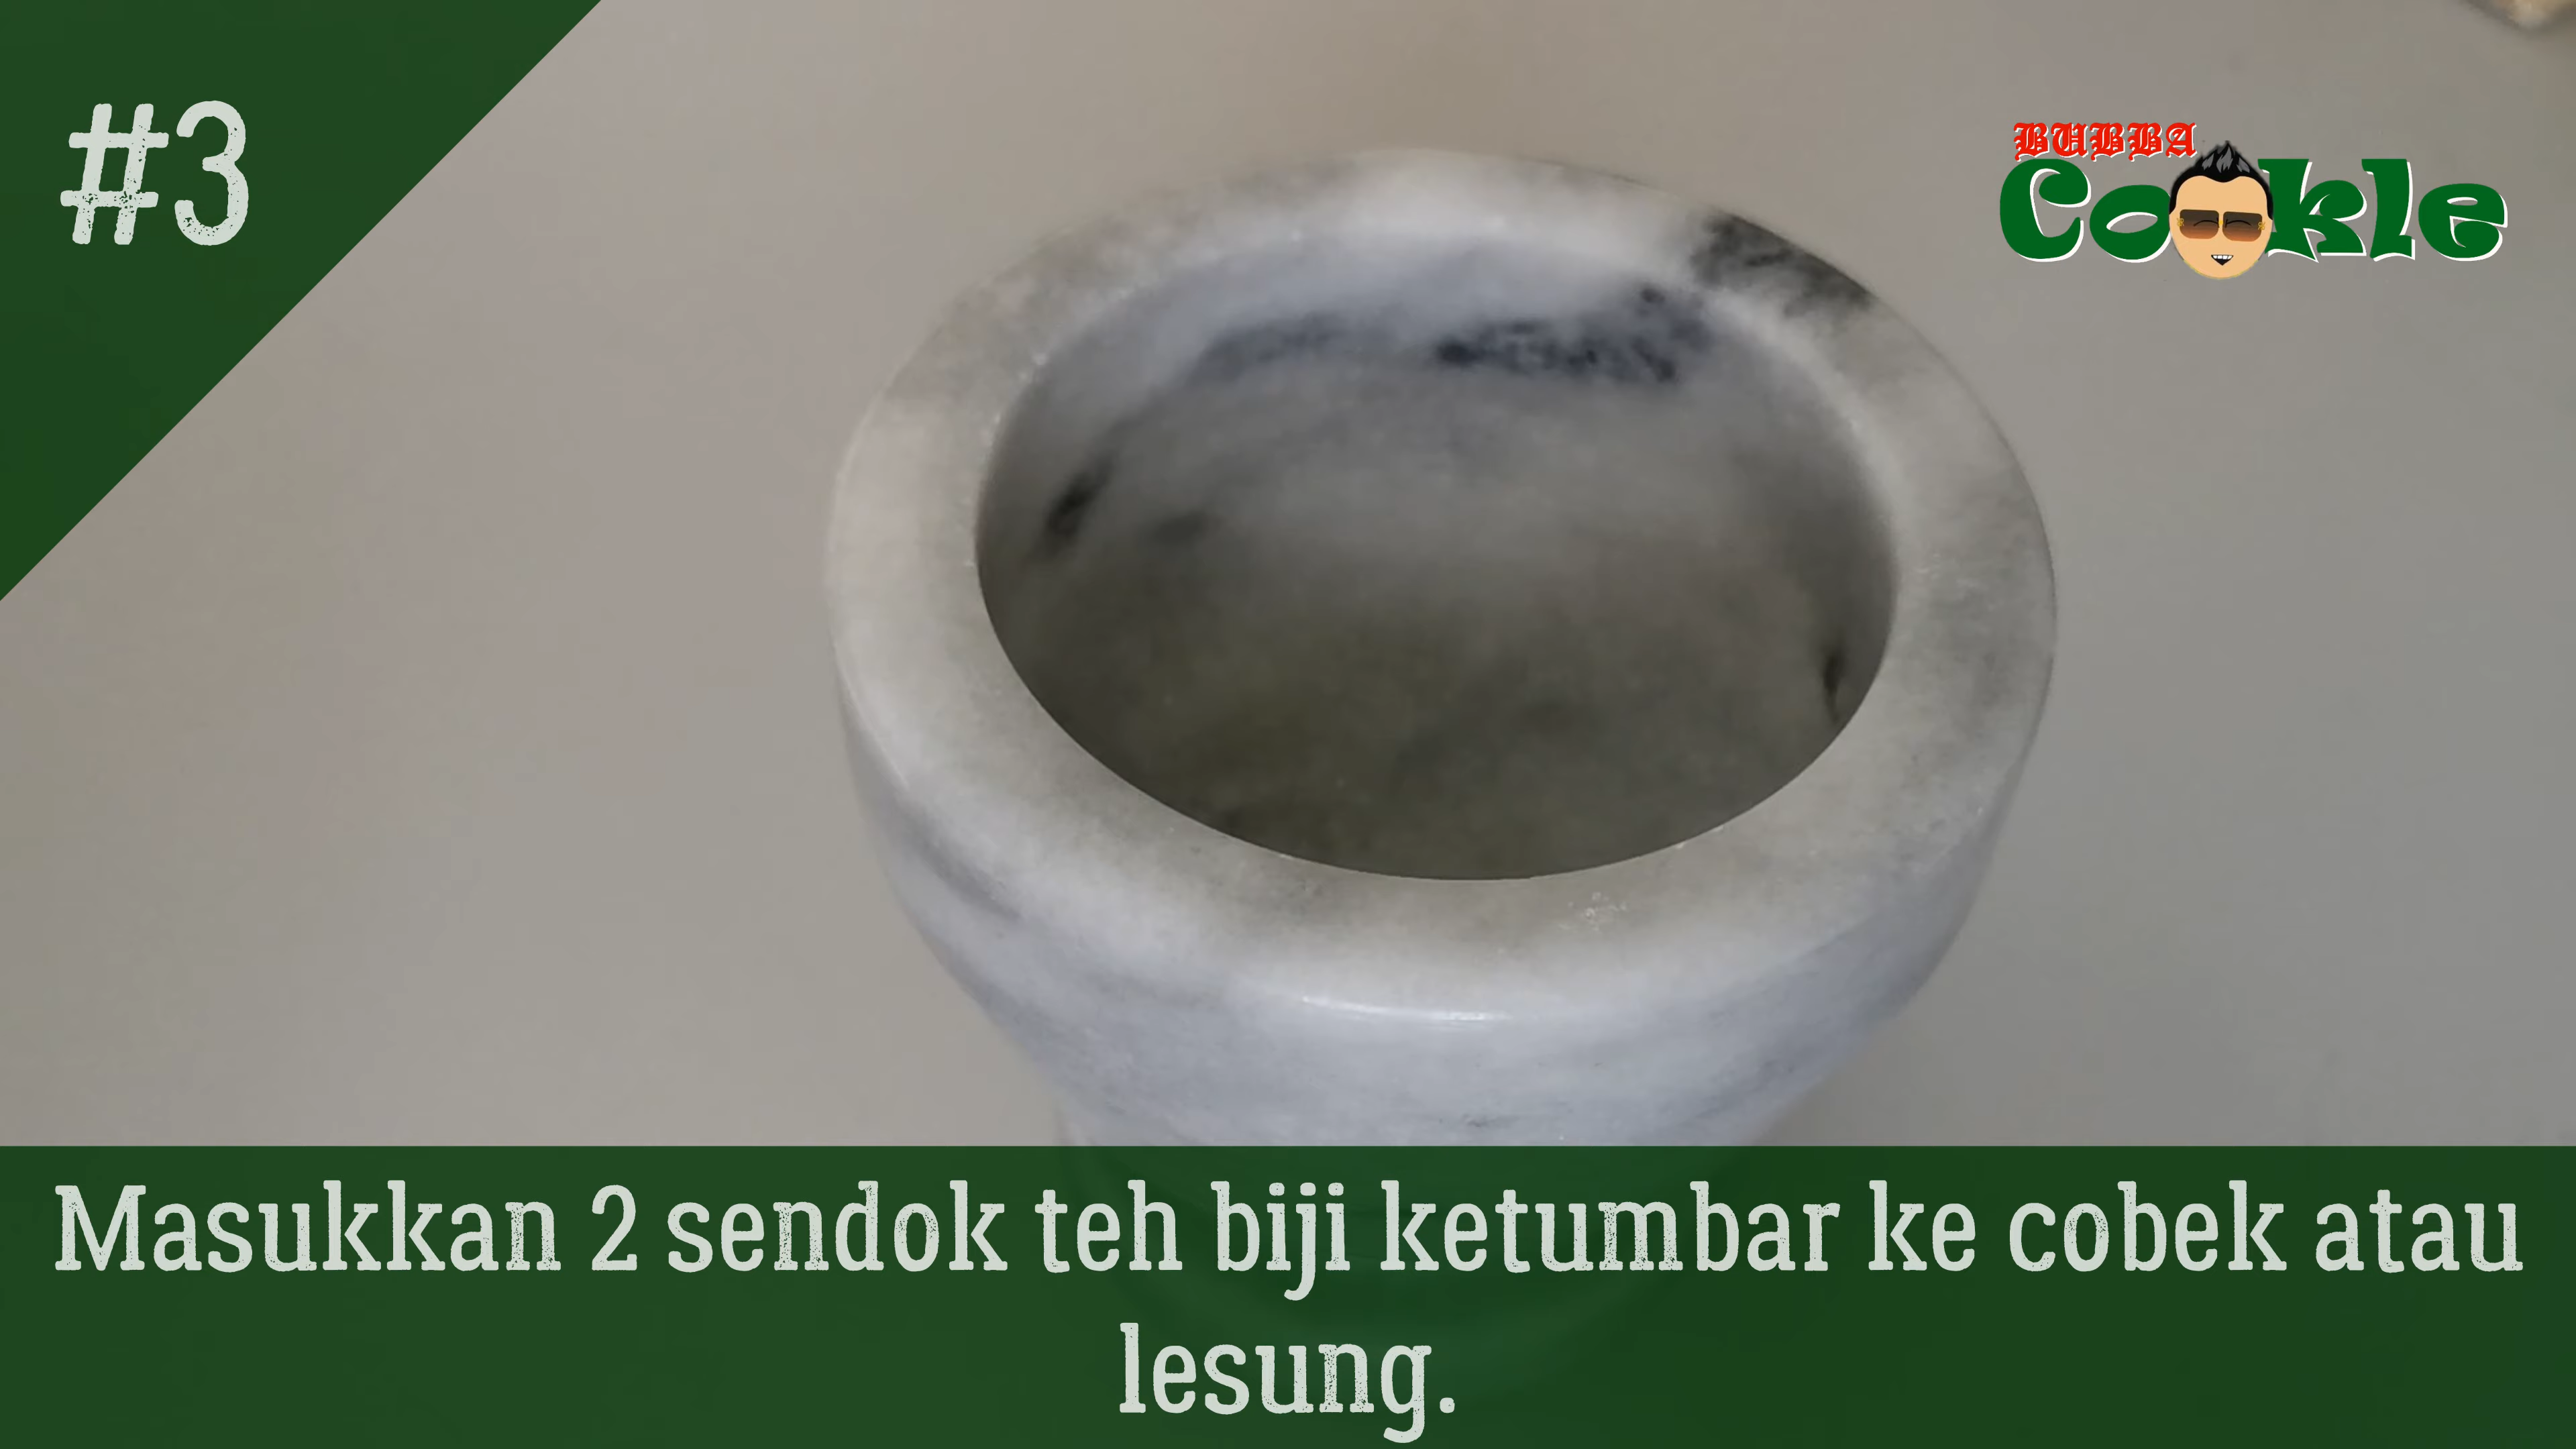 #3
BUBBA
Cookle
Masukkan 2 sendok teh biji ketumbar ke cobek atau
lesung.